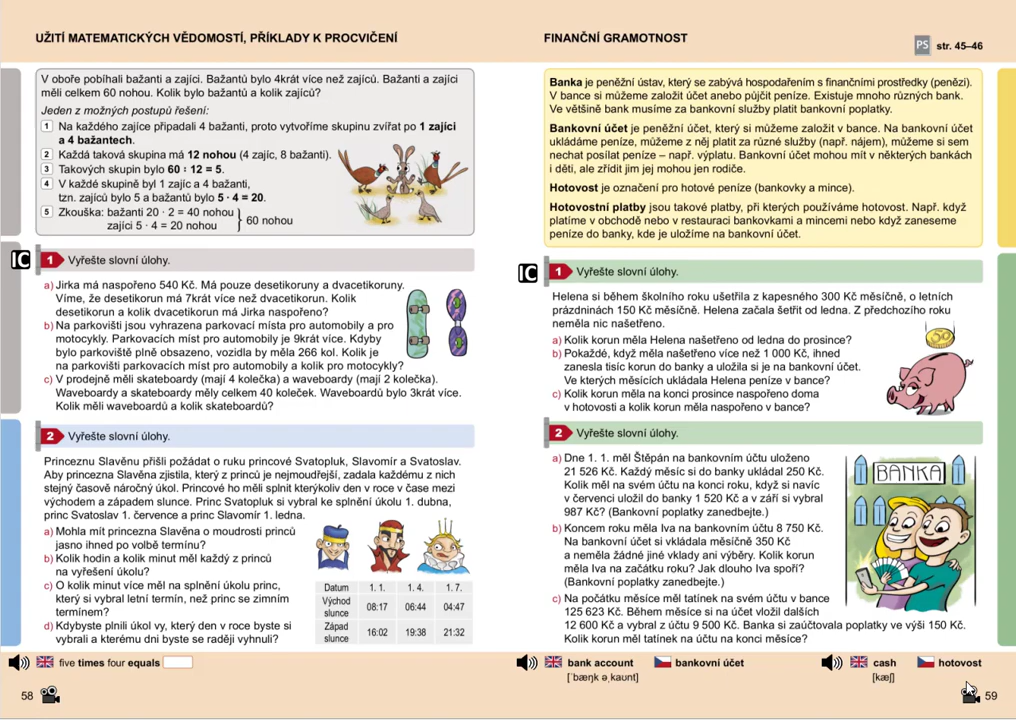 UŽITÍ MATEMATICKÝCH VĚDOMOSTÍ, PŘÍKLADY K PROCVIČENÍ
V oboře pobíhali bažanti a zajíci. Bažantů bylo 4krát více než zajíců. Bažanti a zajíci
měli celkem 60 nohou. Kolik bylo bažantů a kolik zajíců?
Jeden z možných postupů řešení:
1 Na každého zajíce připadali 4 bažanti, proto vytvoříme skupinu zvířat po 1 zajíci
a 4 bažantech.
2 Každá taková skupina má 12 nohou (4 zajíc, 8 bažantů).
3 Takových skupin bylo 60 : 12 = 5.
4 V každé skupině byl 1 zajíc a 4 bažanti,
tzn. zajíců bylo 5 a bažantů bylo 5 · 4 = 20.
5 Zkouška: bažanti 20 · 2 = 40 nohou
zajíci 5 · 4 = 20 nohou } 60 nohou
IC 1 Vyřešte slovní úlohy.
a) Jirka má naspořeno 540 Kč. Má pouze desetikoruny a dvacetikoruny.
Víme, že desetikorun má 7krát více než dvacetikorun. Kolik
desetikorun a kolik dvacetikorun má Jirka naspořeno?
b) Na parkovišti jsou vyhrazena parkovací místa pro automobily a pro
motocykly. Parkovacích míst pro automobily je 9krát více. Kdyby
bylo parkoviště plně obsazeno, vozidla by měla 266 kol. Kolik je
na parkovišti parkovacích míst pro automobily a kolik pro motocykly?
c) V prodejně měli skateboardy (mají 4 kolečka) a waveboardy (mají 2 kolečka).
Waveboardy a skateboardy měly celkem 40 koleček. Waveboardů bylo 3krát více.
Kolik měli waveboardů a kolik skateboardů?
2 Vyřešte slovní úlohy.
Princeznu Slavěnu přišli požádat o ruku princové Svatopluk, Slavomír a Svatoslav.
Aby princezna Slavěna zjistila, který z princů je nejmoudřejší, zadala každému z nich
stejný časově náročný úkol. Princové ho měli splnit kterýkoliv den v roce v čase mezi
východem a západem slunce. Princ Svatopluk si vybral ke splnění úkolu 1. dubna,
princ Svatoslav 1. července a princ Slavomír 1. ledna.
a) Mohla mít princezna Slavěna o moudrosti princů
jasno ihned po volbě termínu?
b) Kolik hodin a kolik minut měl každý z princů
na vyřešení úkolu?
c) O kolik minut více měl na splnění úkolu princ,
který si vybral letní termín, než princ se zimním
termínem?
d) Kdybyste plnili úkol vy, který den v roce byste si
vybrali a kterému dni byste se raději vyhnuli?
Datum 1. 1. 1. 4. 1. 7.
Východ
slunce 08:17 06:44 04:47
Západ
slunce 16:02 19:38 21:32
five times four equals
58
FINANČNÍ GRAMOTNOST
PS str. 45–46
Banka je peněžní ústav, který se zabývá hospodařením s finančními prostředky (penězi).
V bance si můžeme založit účet anebo půjčit peníze. Existuje mnoho různých bank.
Ve většině bank musíme za bankovní služby platit bankovní poplatky.
Bankovní účet je peněžní účet, který si můžeme založit v bance. Na bankovní účet
ukládáme peníze, můžeme z něj platit za různé služby (např. nájem), můžeme si sem
nechat posílat peníze – např. výplatu. Bankovní účet mohou mít v některých bankách
i děti, ale zřídit jim jej mohou jen rodiče.
Hotovost je označení pro hotové peníze (bankovky a mince).
Hotovostní platby jsou takové platby, při kterých používáme hotovost. Např. když
platíme v obchodě nebo v restauraci bankovkami a mincemi nebo když zaneseme
peníze do banky, kde je uložíme na bankovní účet.
IC 1 Vyřešte slovní úlohy.
Helena si během školního roku ušetřila z kapesného 300 Kč měsíčně, o letních
prázdninách 150 Kč měsíčně. Helena začala šetřit od ledna. Z předchozího roku
neměla nic našetřeno.
a) Kolik korun měla Helena našetřeno od ledna do prosince?
b) Pokaždé, když měla našetřeno více než 1 000 Kč, ihned
zanesla tisíc korun do banky a uložila si je na bankovní účet.
Ve kterých měsících ukládala Helena peníze v bance?
c) Kolik korun měla na konci prosince naspořeno doma
v hotovosti a kolik korun měla naspořeno v bance?
50
2 Vyřešte slovní úlohy.
a) Dne 1. 1. měl Štěpán na bankovním účtu uloženo
21 526 Kč. Každý měsíc si do banky ukládal 250 Kč.
Kolik měl na svém účtu na konci roku, když si navíc
v červenci uložil do banky 1 520 Kč a v září si vybral
987 Kč? (Bankovní poplatky zanedbejte.)
b) Koncem roku měla Iva na bankovním účtu 8 750 Kč.
Na bankovní účet si vkládala měsíčně 350 Kč
a neměla žádné jiné vklady ani výběry. Kolik korun
měla Iva na začátku roku? Jak dlouho Iva spoří?
(Bankovní poplatky zanedbejte.)
c) Na počátku měsíce měl tatínek na svém účtu v bance
125 623 Kč. Během měsíce si na účet vložil dalších
12 600 Kč a vybral z účtu 9 500 Kč. Banka si zaúčtovala poplatky ve výši 150 Kč.
Kolik korun měl tatínek na účtu na konci měsíce?
BANKA
bank account bankovní účet cash hotovost
[ˈbæŋk əˌkaʊnt] [kæʃ]
59